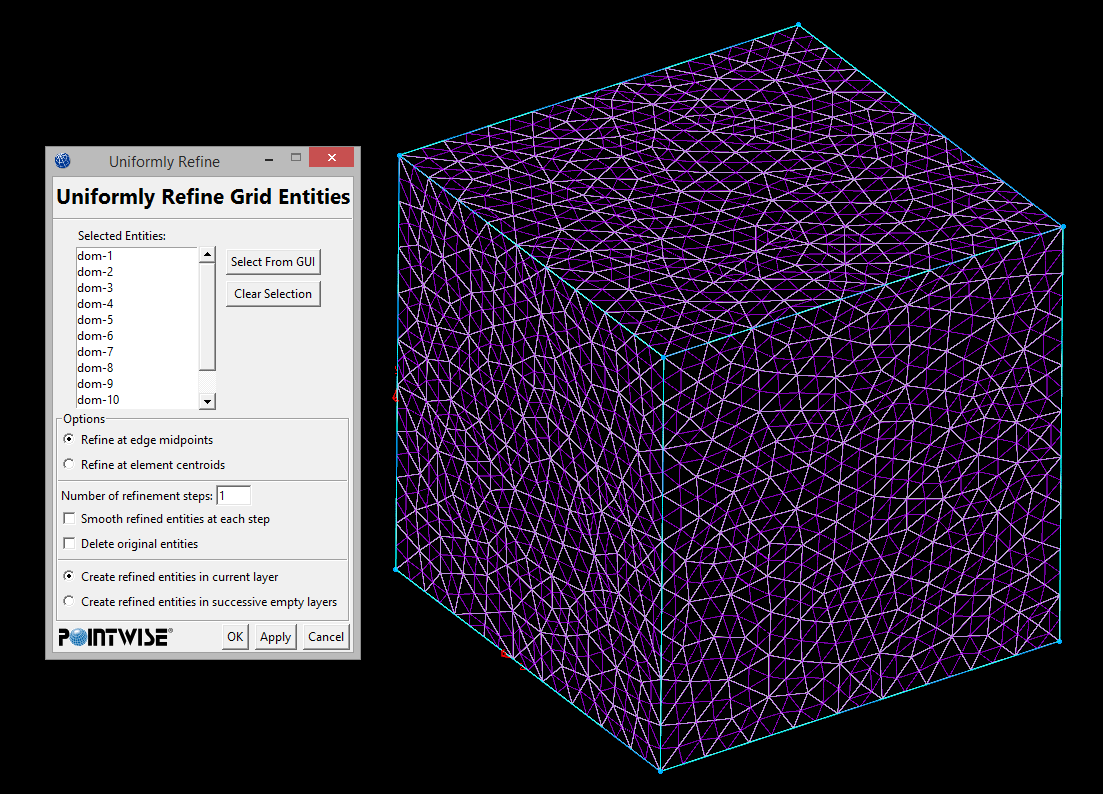 Uniformly Refine
Uniformly Refine Grid Entities
Selected Entities:
dom-1
dom-2
dom-3
dom-4
dom-5
dom-6
dom-7
dom-8
dom-9
dom-10
Select From GUI
Clear Selection
Options
Refine at edge midpoints
Refine at element centroids
Number of refinement steps: 1
Smooth refined entities at each step
Delete original entities
Create refined entities in current layer
Create refined entities in successive empty layers
POINTWISE® OK Apply Cancel